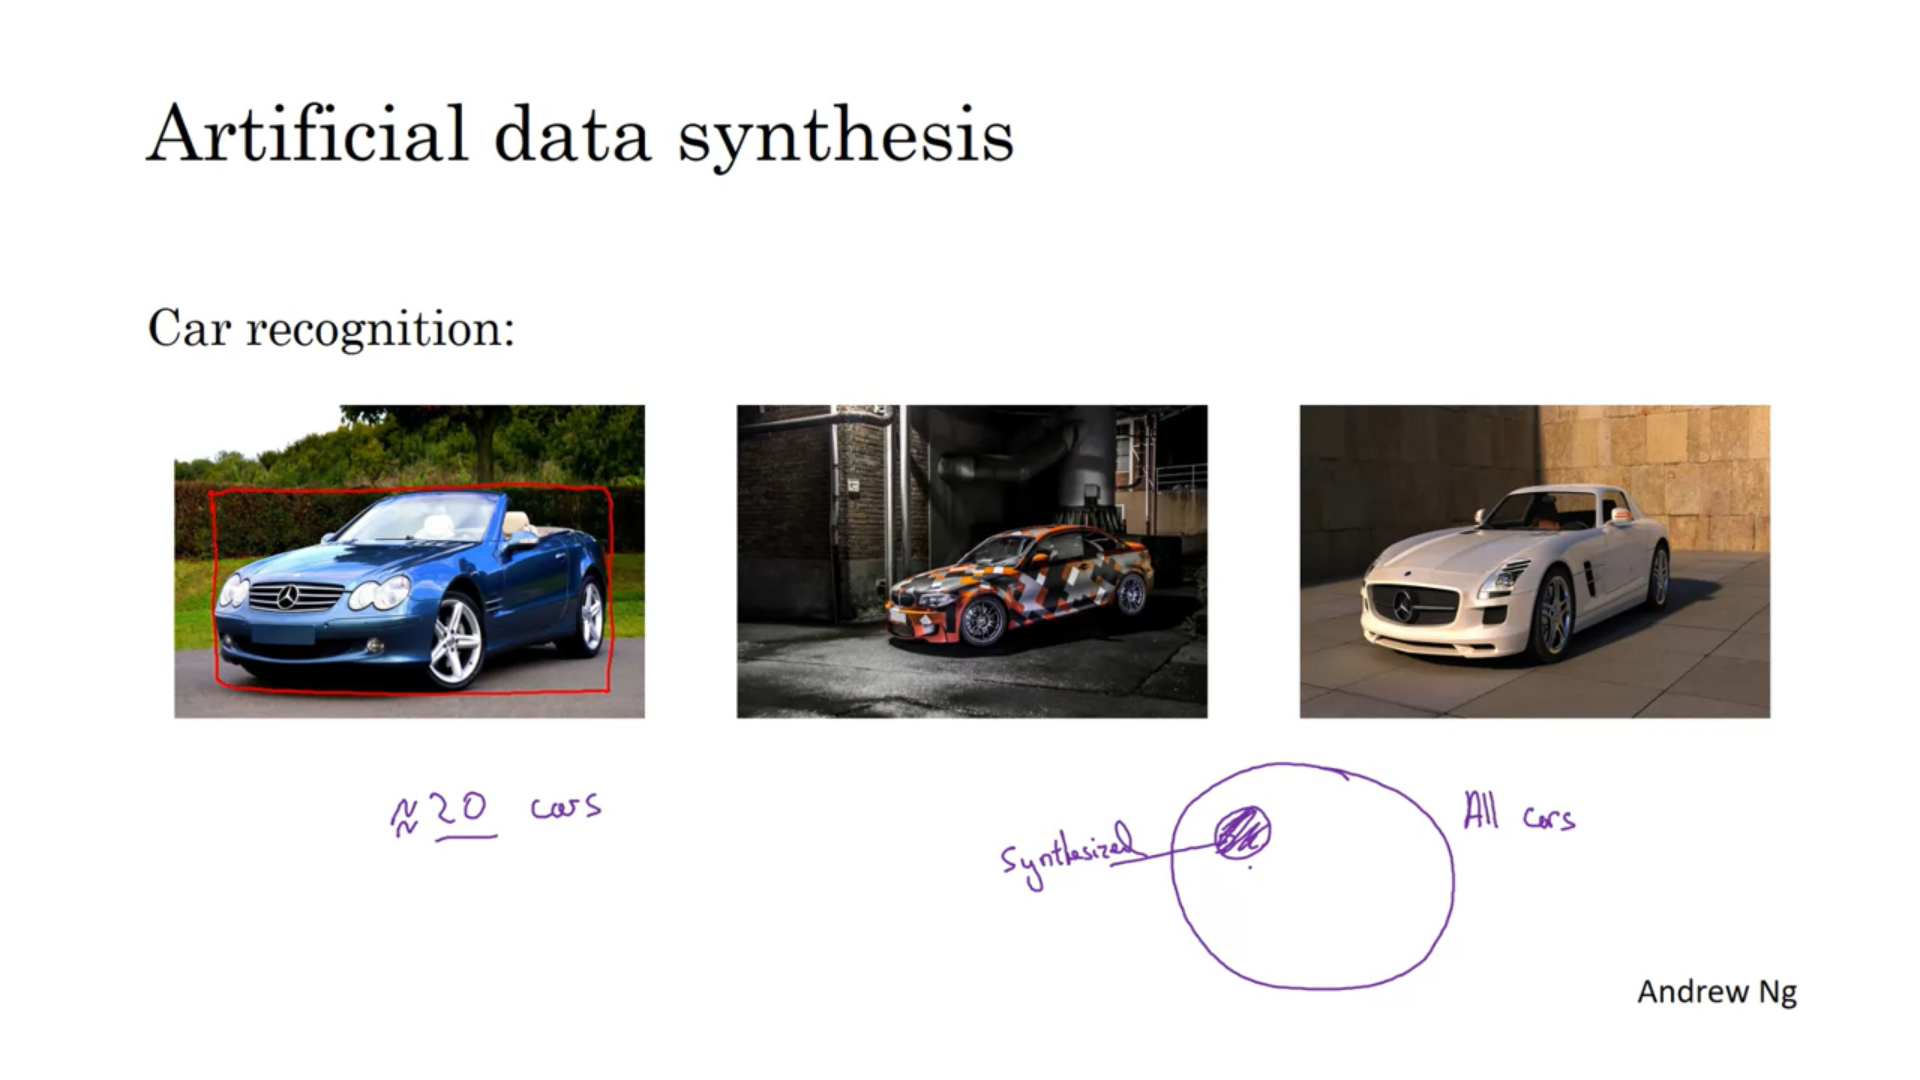 Artificial data synthesis
Car recognition:
≈ 20 cars
Synthesized
All cars
Andrew Ng